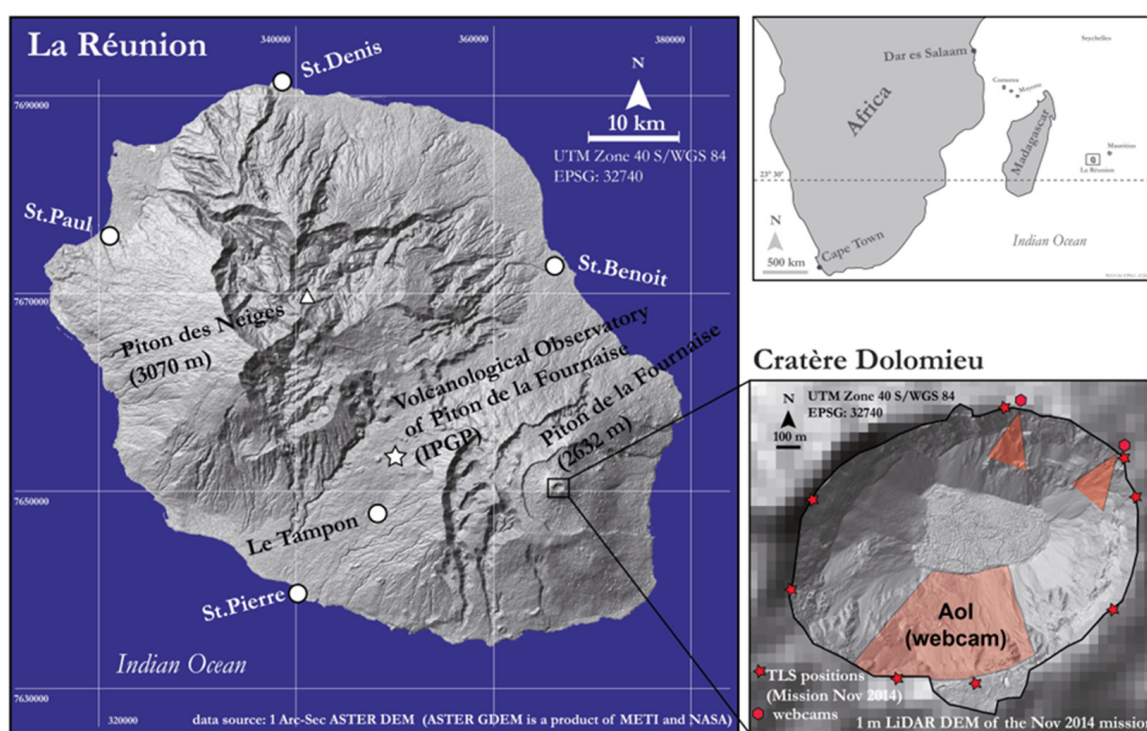 La Réunion
340000
360000
380000
7690000
7670000
7650000
7630000
320000
St.Denis
N
10 km
UTM Zone 40 S/WGS 84
EPSG: 32740
St.Paul
St.Benoit
Piton des Neiges
(3070 m)
Volcanological Observatory
of Piton de la Fournaise
(IPGP)
Piton de la Fournaise
(2632 m)
Le Tampon
St.Pierre
Indian Ocean
data source: 1 Arc-Sec ASTER DEM (ASTER GDEM is a product of METI and NASA)
Seychelles
Dar es Salaam
Comores
Mayotte
Africa
Madagascar
Mauritius
La Réunion
23° 30'
N
500 km
Cape Town
Indian Ocean
Cratère Dolomieu
N
UTM Zone 40 S/WGS 84
EPSG: 32740
100 m
AoI
(webcam)
TLS positions
(Mission Nov 2014)
webcams
1 m LiDAR DEM of the Nov 2014 mission